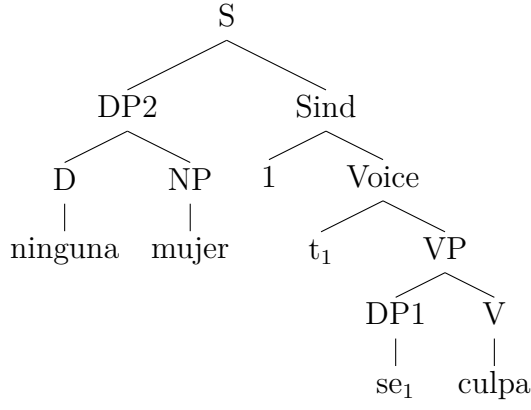 S
DP2 Sind
D NP 1 Voice
ninguna mujer t₁ VP
DP1 V
se₁ culpa